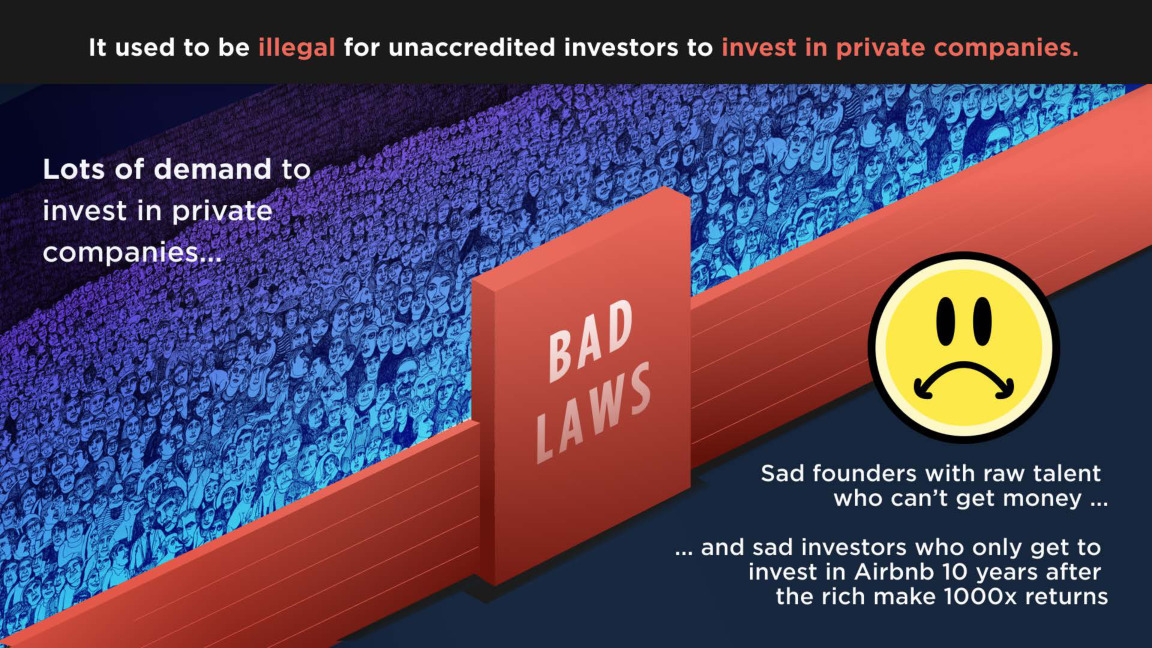 It used to be illegal for unaccredited investors to invest in private companies.
Lots of demand to
invest in private
companies...
BAD
LAWS
Sad founders with raw talent
who can’t get money ...
... and sad investors who only get to
invest in Airbnb 10 years after
the rich make 1000x returns